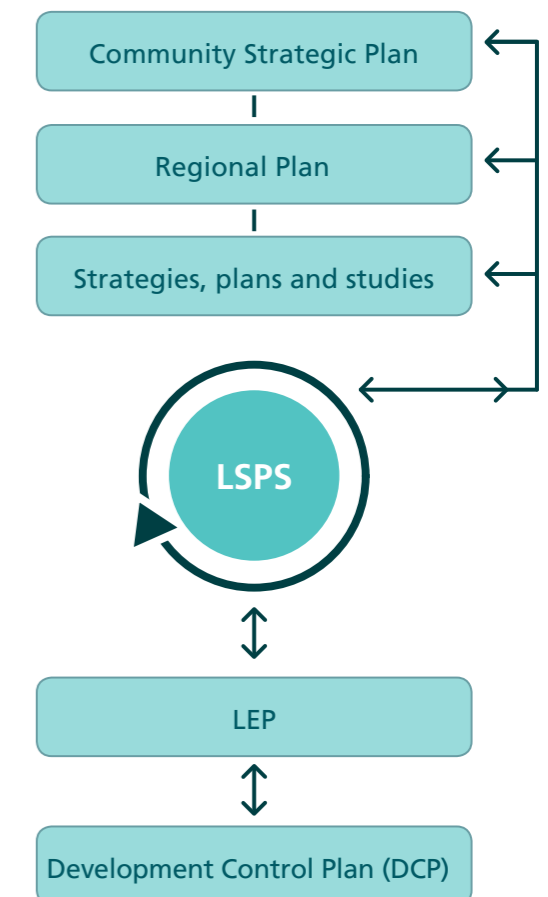 Community Strategic Plan
Regional Plan
Strategies, plans and studies
LSPS
LEP
Development Control Plan (DCP)